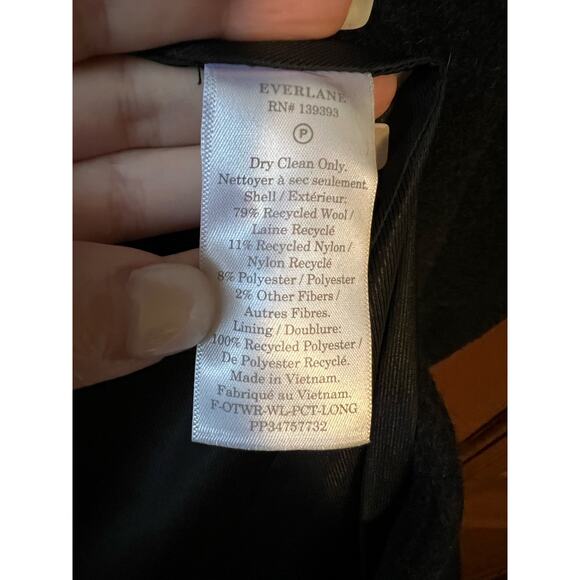 EVERLANE
RN# 139393
P
Dry Clean Only.
Nettoyer à sec seulement.
Shell / Extérieur:
79% Recycled Wool /
Laine Recyclé
11% Recycled Nylon /
Nylon Recyclé
8% Polyester / Polyester
2% Other Fibers /
Autres Fibres.
Lining / Doublure:
100% Recycled Polyester /
De Polyester Recyclé.
Made in Vietnam.
Fabriqué au Vietnam.
F-OTWR-WL-PCT-LONG
PP34757732